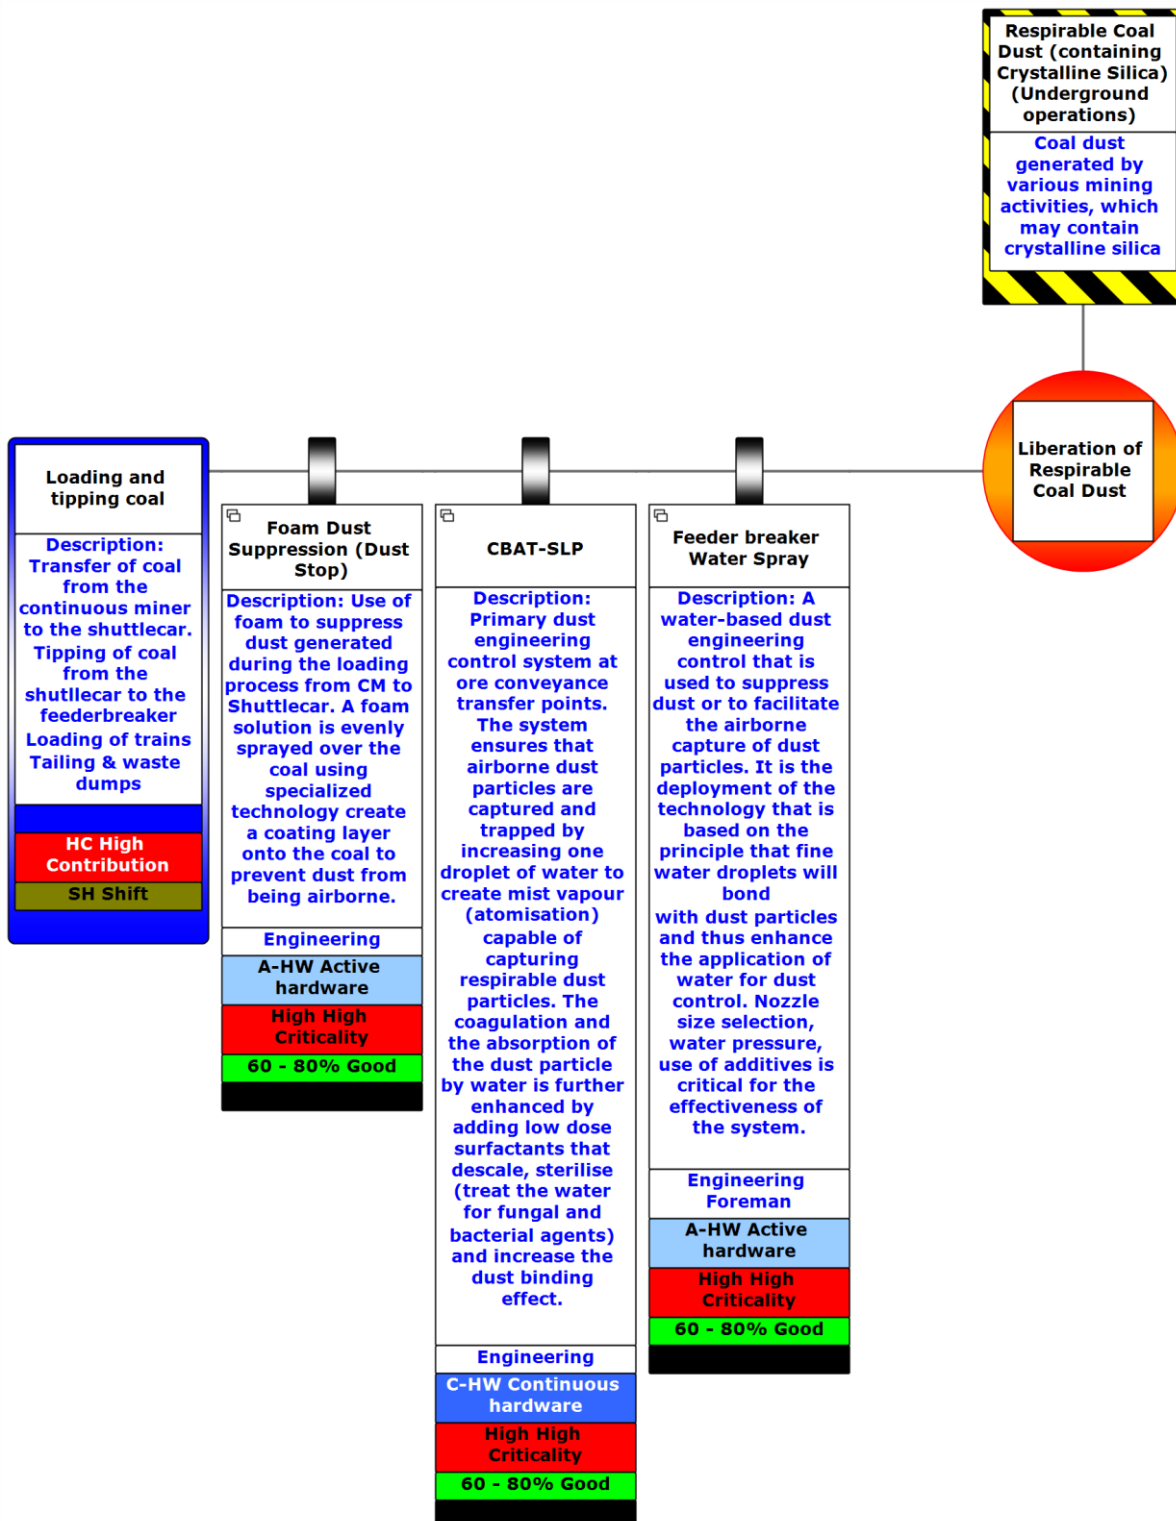 Respirable Coal
Dust (containing
Crystalline Silica)
(Underground
operations)
Coal dust
generated by
various mining
activities, which
may contain
crystalline silica
Liberation of
Respirable
Coal Dust
Loading and
tipping coal
Description:
Transfer of coal
from the
continuous miner
to the shuttlecar.
Tipping of coal
from the
shutllecar to the
feederbreaker
Loading of trains
Tailing & waste
dumps
HC High
Contribution
SH Shift
Foam Dust
Suppression (Dust
Stop)
Description: Use of
foam to suppress
dust generated
during the loading
process from CM to
Shuttlecar. A foam
solution is evenly
sprayed over the
coal using
specialized
technology create
a coating layer
onto the coal to
prevent dust from
being airborne.
Engineering
A-HW Active
hardware
High High
Criticality
60 - 80% Good
CBAT-SLP
Description:
Primary dust
engineering
control system at
ore conveyance
transfer points.
The system
ensures that
airborne dust
particles are
captured and
trapped by
increasing one
droplet of water to
create mist vapour
(atomisation)
capable of
capturing
respirable dust
particles. The
coagulation and
the absorption of
the dust particle
by water is further
enhanced by
adding low dose
surfactants that
descale, sterilise
(treat the water
for fungal and
bacterial agents)
and increase the
dust binding
effect.
Engineering
C-HW Continuous
hardware
High High
Criticality
60 - 80% Good
Feeder breaker
Water Spray
Description: A
water-based dust
engineering
control that is
used to suppress
dust or to facilitate
the airborne
capture of dust
particles. It is the
deployment of the
technology that is
based on the
principle that fine
water droplets will
bond
with dust particles
and thus enhance
the application of
water for dust
control. Nozzle
size selection,
water pressure,
use of additives is
critical for the
effectiveness of
the system.
Engineering
Foreman
A-HW Active
hardware
High High
Criticality
60 - 80% Good